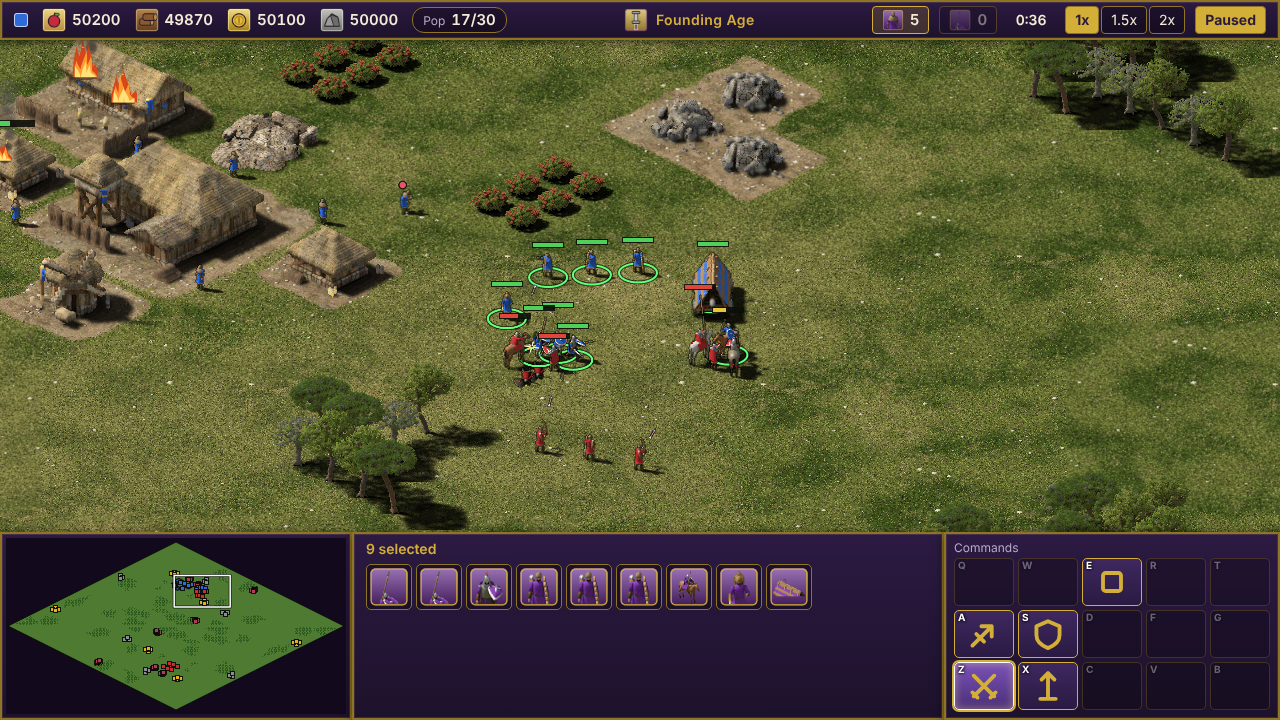 50200 49870 50100 50000 Pop 17/30 Founding Age 5 0 0:36 1x 1.5x 2x Paused
9 selected
Commands
Q W E R T
A S D F G
Z X C V B